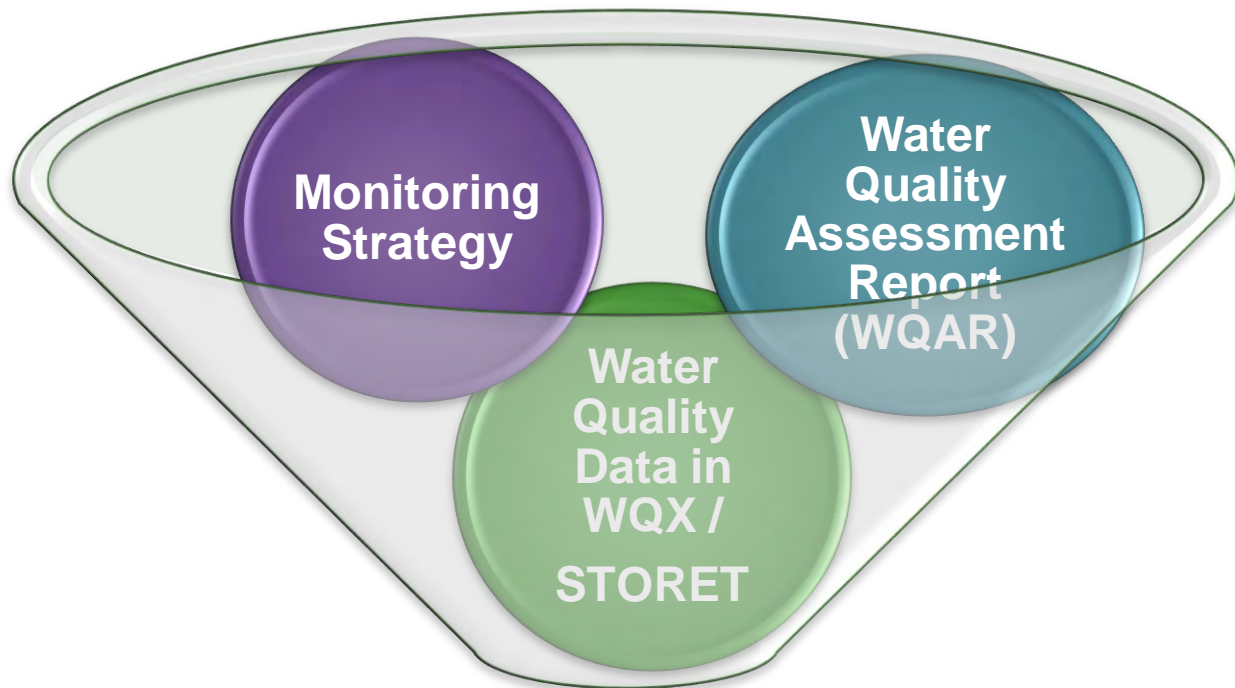 Monitoring
Strategy
Water
Quality
Assessment
Report
(WQAR)
Water
Quality
Data in
WQX /
STORET